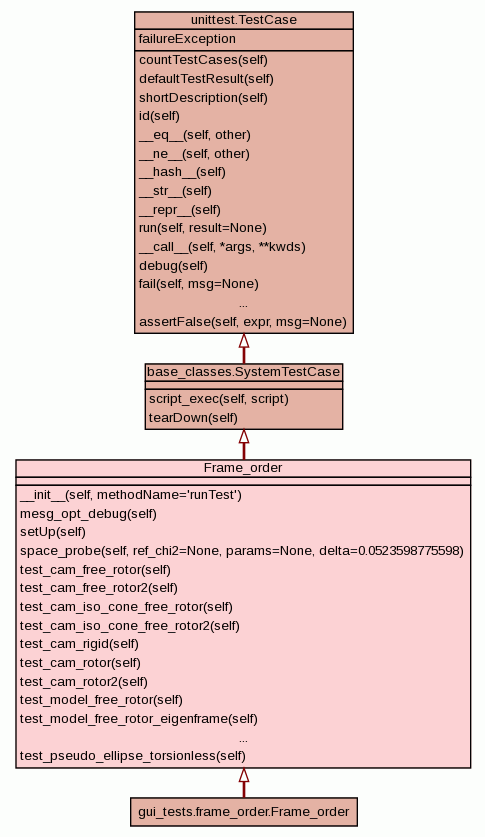 unittest.TestCase
failureException
countTestCases(self)
defaultTestResult(self)
shortDescription(self)
id(self)
__eq__(self, other)
__ne__(self, other)
__hash__(self)
__str__(self)
__repr__(self)
run(self, result=None)
__call__(self, *args, **kwds)
debug(self)
fail(self, msg=None)
...
assertFalse(self, expr, msg=None)
base_classes.SystemTestCase
script_exec(self, script)
tearDown(self)
Frame_order
__init__(self, methodName='runTest')
mesg_opt_debug(self)
setUp(self)
space_probe(self, ref_chi2=None, params=None, delta=0.0523598775598)
test_cam_free_rotor(self)
test_cam_free_rotor2(self)
test_cam_iso_cone_free_rotor(self)
test_cam_iso_cone_free_rotor2(self)
test_cam_rigid(self)
test_cam_rotor(self)
test_cam_rotor2(self)
test_model_free_rotor(self)
test_model_free_rotor_eigenframe(self)
...
test_pseudo_ellipse_torsionless(self)
gui_tests.frame_order.Frame_order